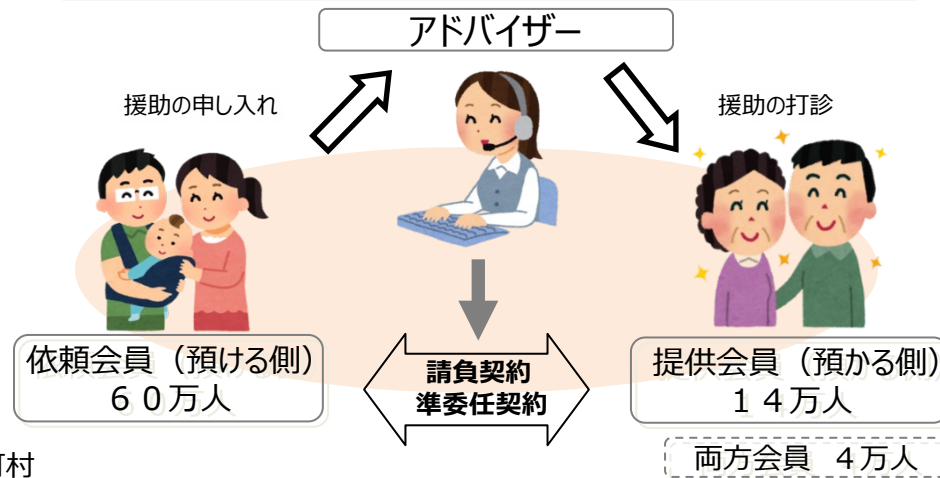 アドバイザー
援助の申し入れ
援助の打診
依頼会員（預ける側）
６０万人
請負契約
準委任契約
提供会員（預かる側）
１４万人
両方会員　４万人
町村